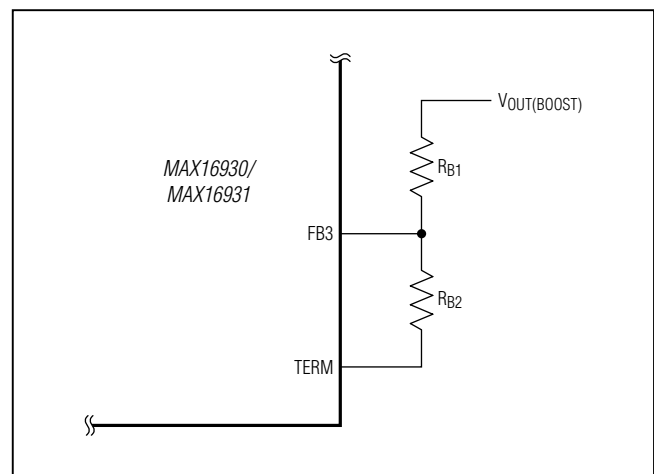 VOUT(BOOST)
RB1
MAX16930/
MAX16931
FB3
RB2
TERM